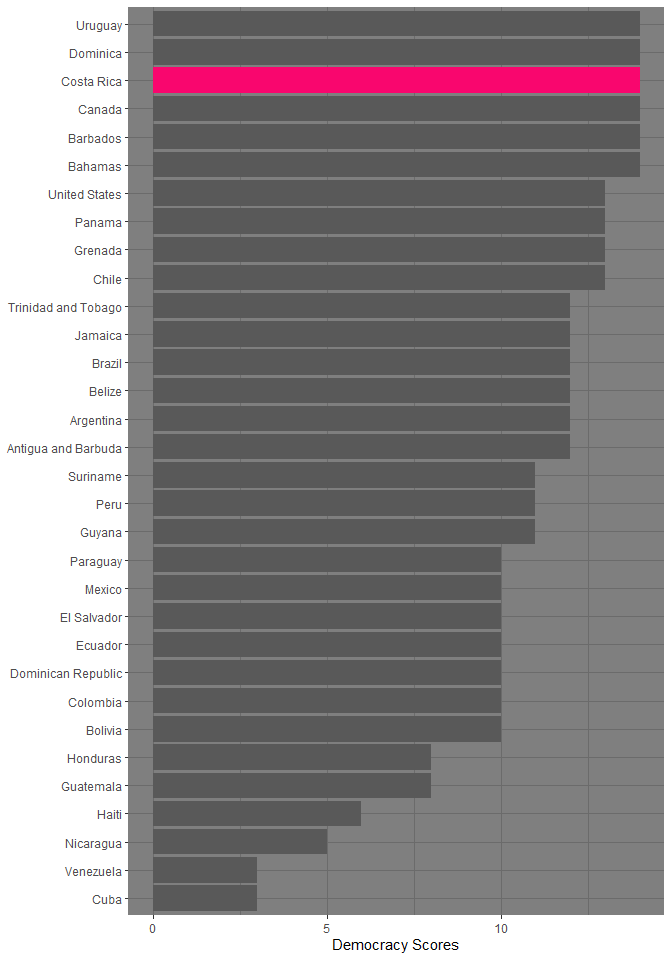 Uruguay
Dominica
Costa Rica
Canada
Barbados
Bahamas
United States
Panama
Grenada
Chile
Trinidad and Tobago
Jamaica
Brazil
Belize
Argentina
Antigua and Barbuda
Suriname
Peru
Guyana
Paraguay
Mexico
El Salvador
Ecuador
Dominican Republic
Colombia
Bolivia
Honduras
Guatemala
Haiti
Nicaragua
Venezuela
Cuba
0 5 10
Democracy Scores